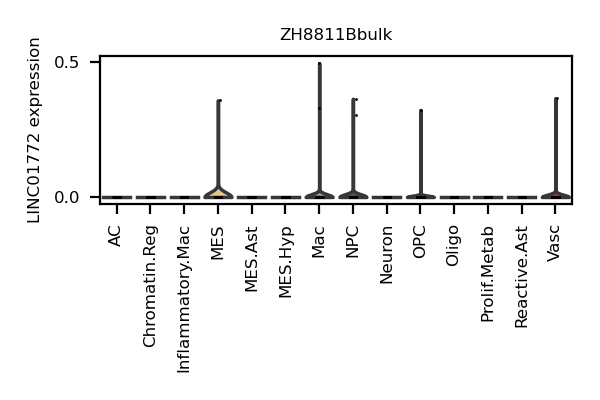 ZH8811Bbulk
LINC01772 expression
0.5
0.0
AC
Chromatin.Reg
Inflammatory.Mac
MES
MES.Ast
MES.Hyp
Mac
NPC
Neuron
OPC
Oligo
Prolif.Metab
Reactive.Ast
Vasc